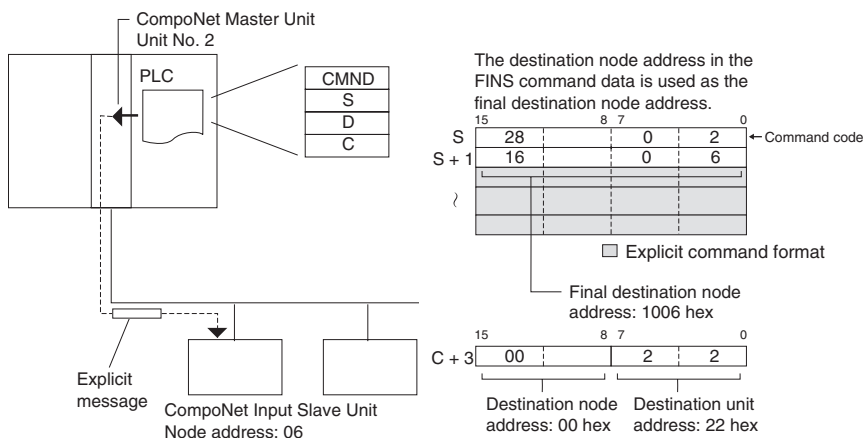 CompoNet Master Unit
Unit No. 2
PLC
CMND
S
D
C
Explicit
message
CompoNet Input Slave Unit
Node address: 06
The destination node address in the
FINS command data is used as the
final destination node address.
15 8 7 0
S 28 0 2 Command code
S + 1 16 0 6
~
Explicit command format
Final destination node
address: 1006 hex
15 8 7 0
C + 3 00 2 2
Destination node
address: 00 hex
Destination unit
address: 22 hex